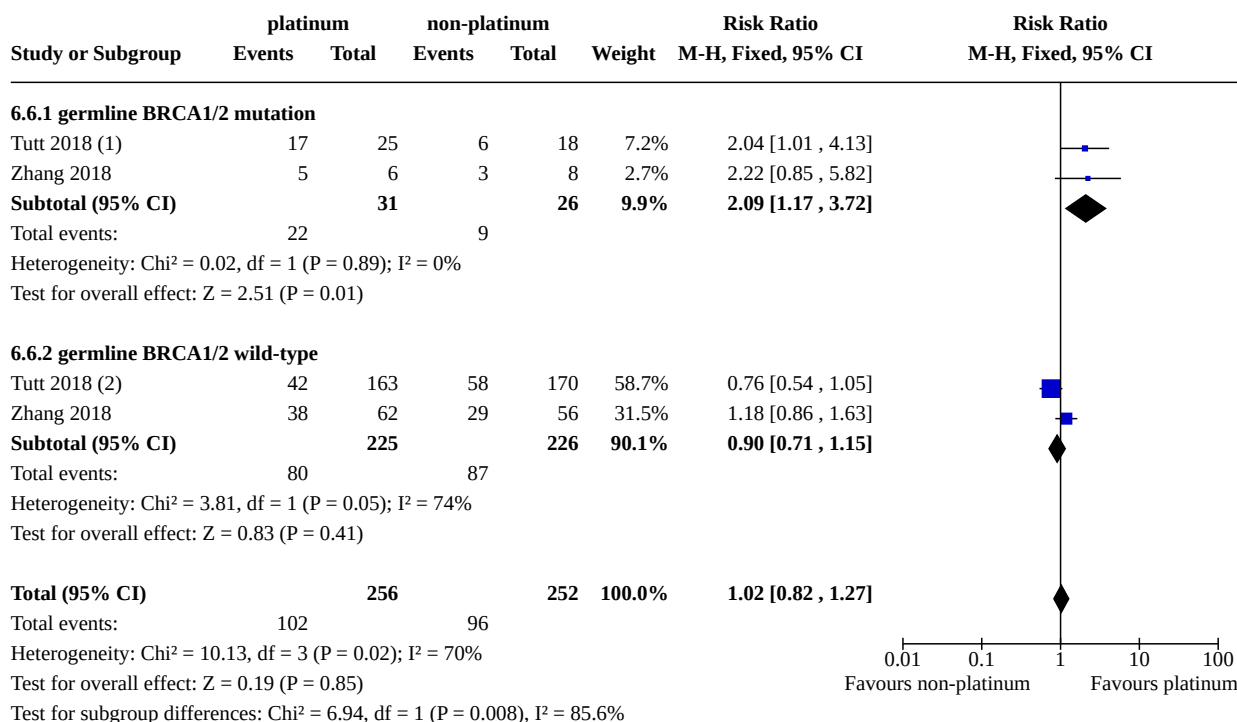 platinum non-platinum Risk Ratio Risk Ratio
Study or Subgroup Events Total Events Total Weight M-H, Fixed, 95% CI M-H, Fixed, 95% CI
6.6.1 germline BRCA1/2 mutation
Tutt 2018 (1) 17 25 6 18 7.2% 2.04 [1.01 , 4.13]
Zhang 2018 5 6 3 8 2.7% 2.22 [0.85 , 5.82]
Subtotal (95% CI) 31 26 9.9% 2.09 [1.17 , 3.72]
Total events: 22 9
Heterogeneity: Chi² = 0.02, df = 1 (P = 0.89); I² = 0%
Test for overall effect: Z = 2.51 (P = 0.01)
6.6.2 germline BRCA1/2 wild-type
Tutt 2018 (2) 42 163 58 170 58.7% 0.76 [0.54 , 1.05]
Zhang 2018 38 62 29 56 31.5% 1.18 [0.86 , 1.63]
Subtotal (95% CI) 225 226 90.1% 0.90 [0.71 , 1.15]
Total events: 80 87
Heterogeneity: Chi² = 3.81, df = 1 (P = 0.05); I² = 74%
Test for overall effect: Z = 0.83 (P = 0.41)
Total (95% CI) 256 252 100.0% 1.02 [0.82 , 1.27]
Total events: 102 96
Heterogeneity: Chi² = 10.13, df = 3 (P = 0.02); I² = 70%
0.01 0.1 1 10 100
Test for overall effect: Z = 0.19 (P = 0.85) Favours non-platinum Favours platinum
Test for subgroup differences: Chi² = 6.94, df = 1 (P = 0.008), I² = 85.6%